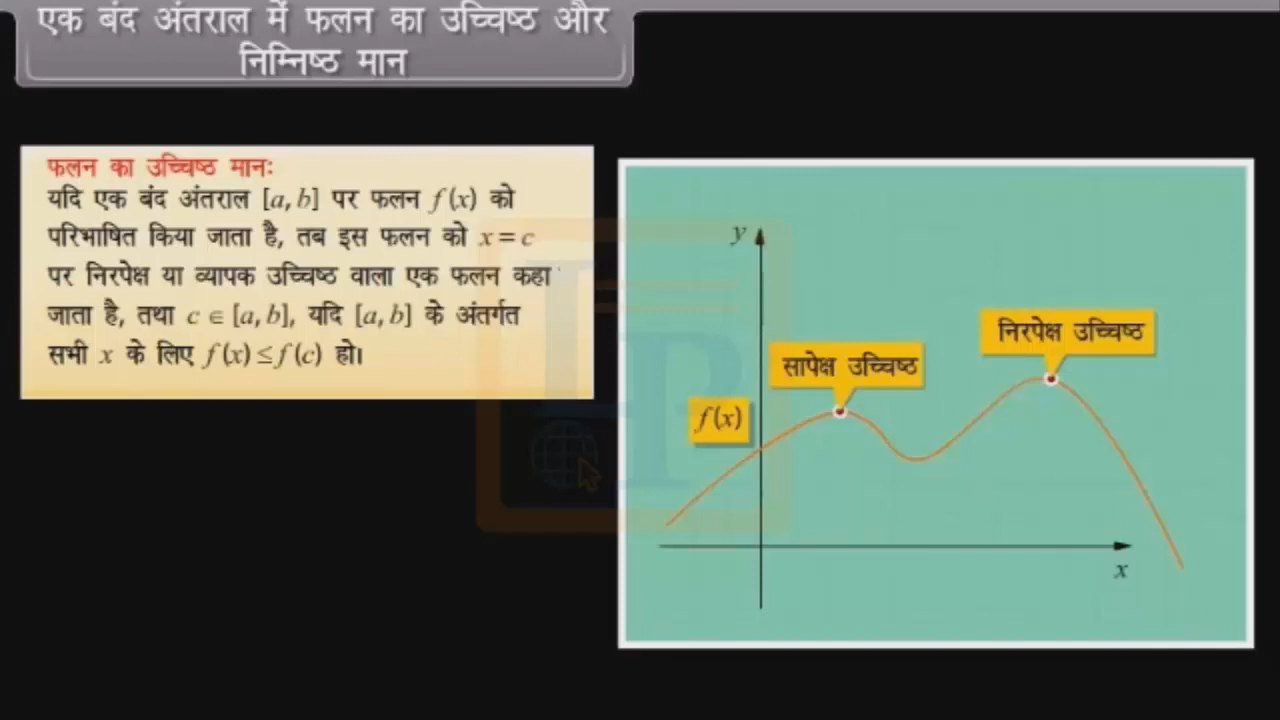 एक बंद अंतराल में फलन का उच्चिष्ठ और
निम्निष्ठ मान
फलन का उच्चिष्ठ मानः
यदि एक बंद अंतराल [a, b] पर फलन f(x) को
परिभाषित किया जाता है, तब इस फलन को x = c
पर निरपेक्ष या व्यापक उच्चिष्ठ वाला एक फलन कहा
जाता है, तथा c ∈ [a, b], यदि [a, b] के अंतर्गत
सभी x के लिए f(x) ≤ f(c) हो।
y
निरपेक्ष उच्चिष्ठ
सापेक्ष उच्चिष्ठ
f(x)
x